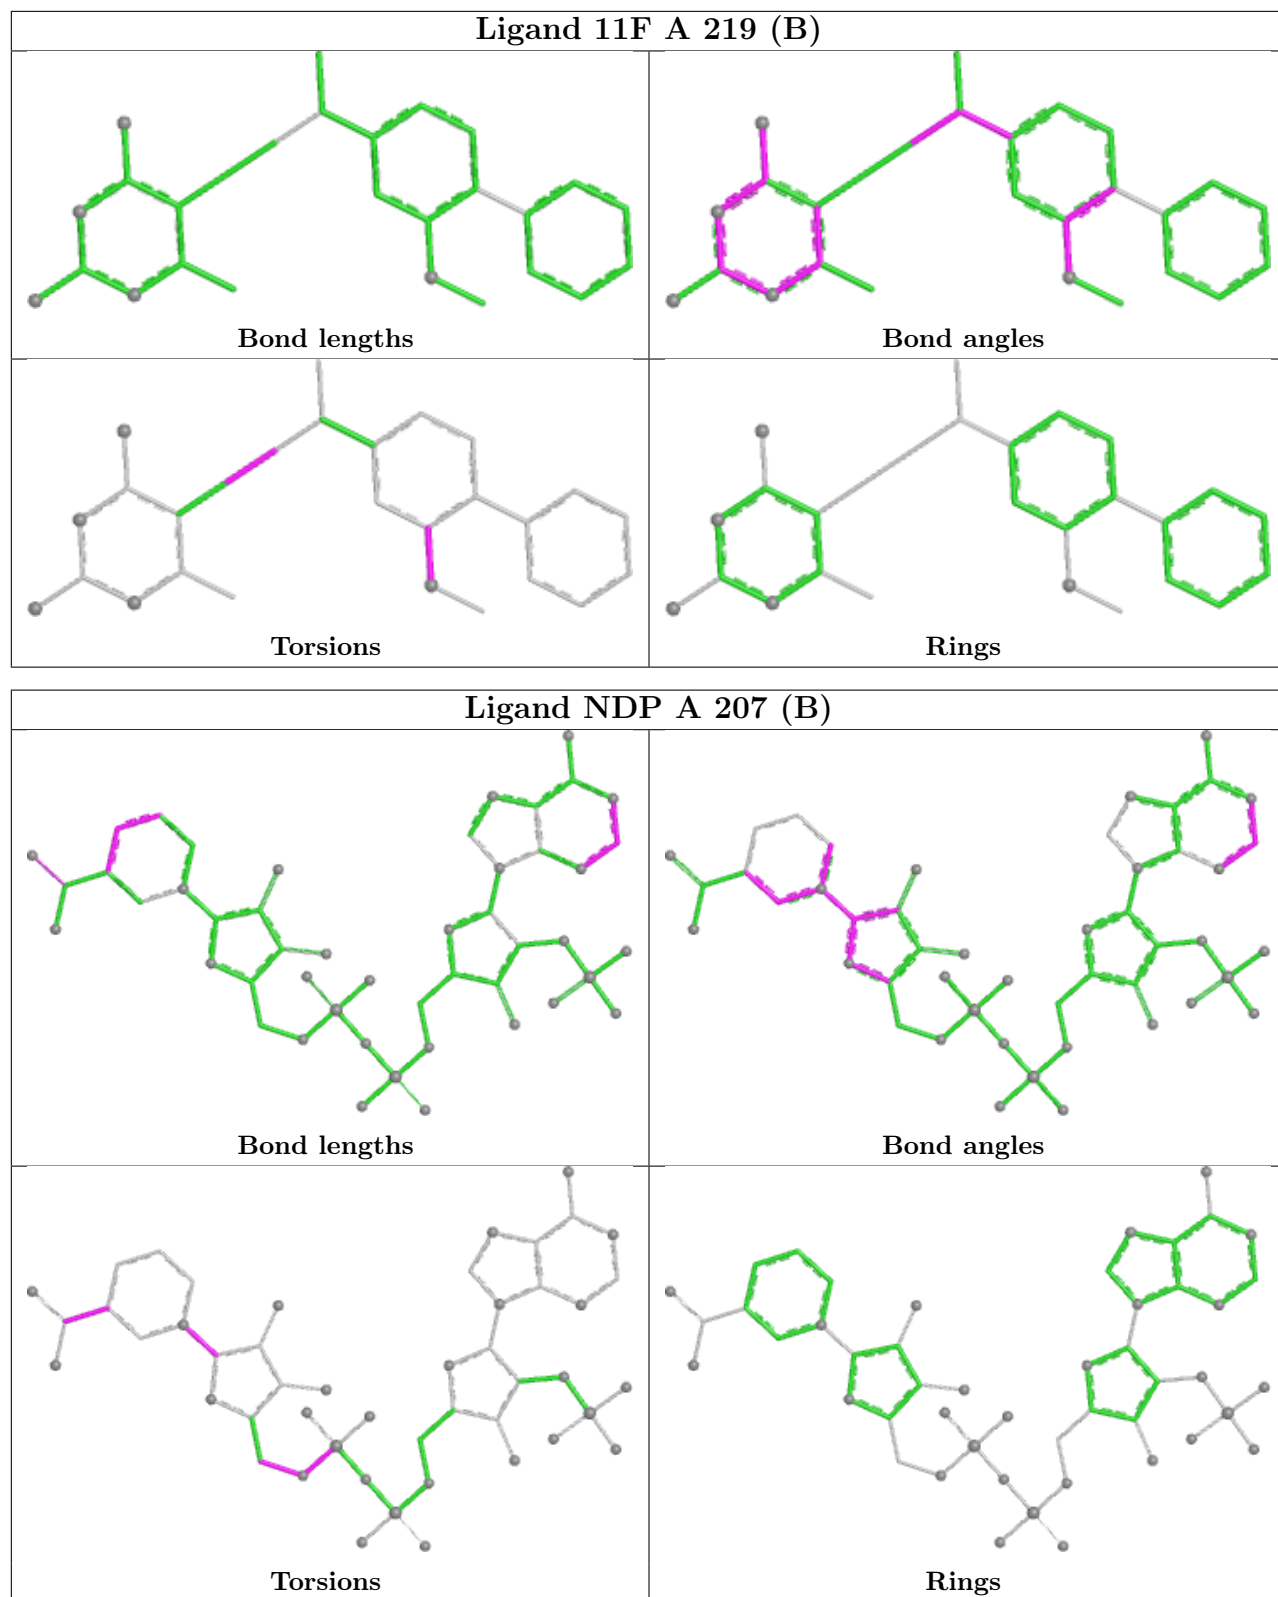 Ligand 11F A 219 (B)
Bond lengths
Bond angles
Torsions
Rings
Ligand NDP A 207 (B)
Bond lengths
Bond angles
Torsions
Rings